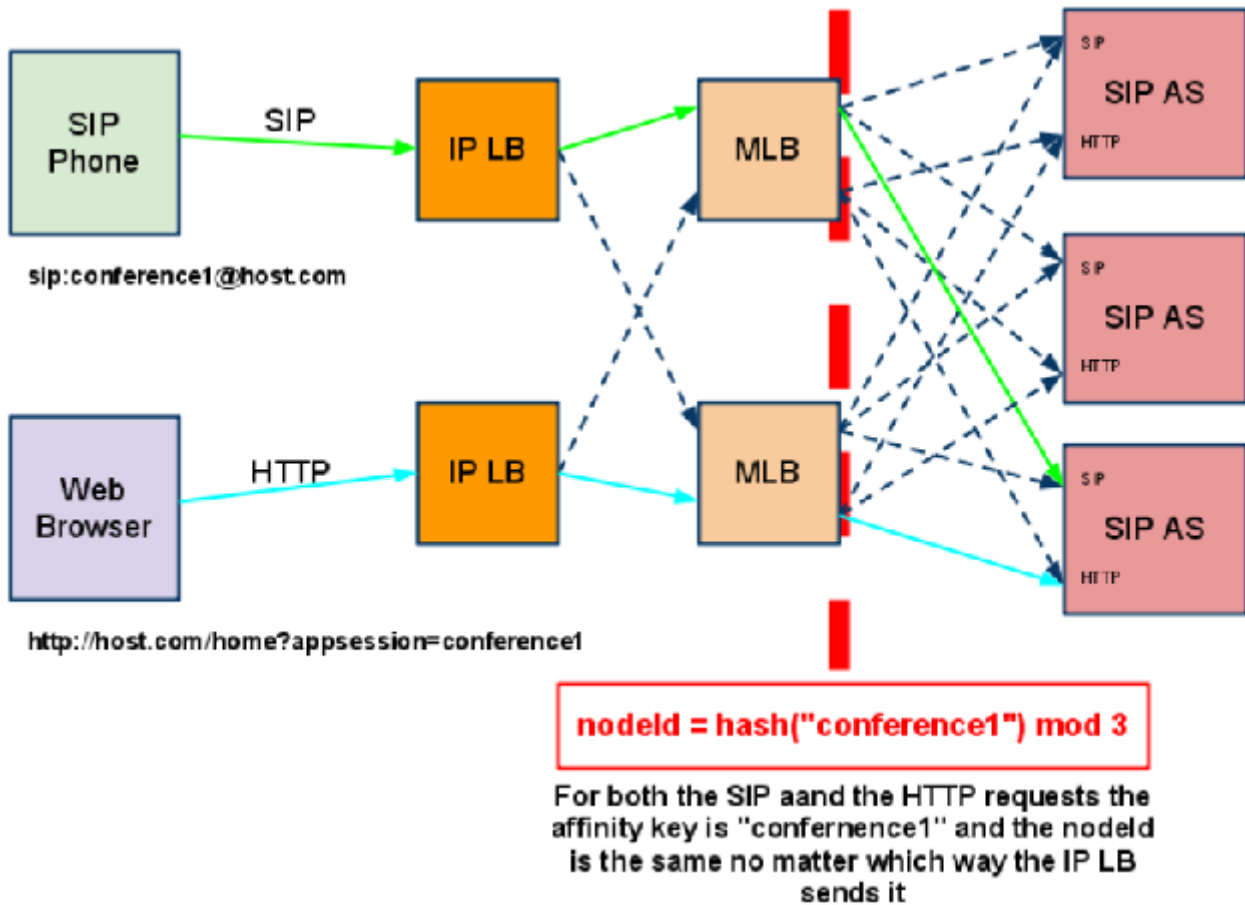 SIP
Phone
SIP
IP LB
MLB
SIP
SIP AS
HTTP
sip:conference1@host.com
SIP
SIP AS
HTTP
Web
Browser
HTTP
IP LB
MLB
SIP
SIP AS
HTTP
http://host.com/home?appsession=conference1
nodeId = hash("conference1") mod 3
For both the SIP aand the HTTP requests the
affinity key is "confernence1" and the nodeId
is the same no matter which way the IP LB
sends it